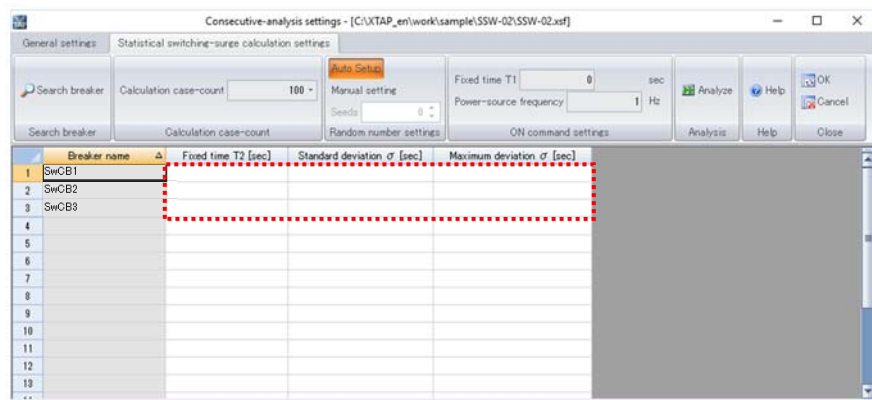 Consecutive-analysis settings - [C:\XTAP_en\work\sample\SSW-02\SSW-02.xsf]
General settings Statistical switching-surge calculation settings
Search breaker
Search breaker
Calculation case-count 100
Calculation case-count
Auto Setup
Manual setting
Seeds 0
Random number settings
Fixed time T1 0 sec
Power-source frequency 1 Hz
ON command settings
Analyze
Analysis
Help
Help
OK
Cancel
Close
Breaker name Fixed time T2 [sec] Standard deviation σ [sec] Maximum deviation σ [sec]
1 SwCB1
2 SwCB2
3 SwCB3
4
5
6
7
8
9
10
11
12
13